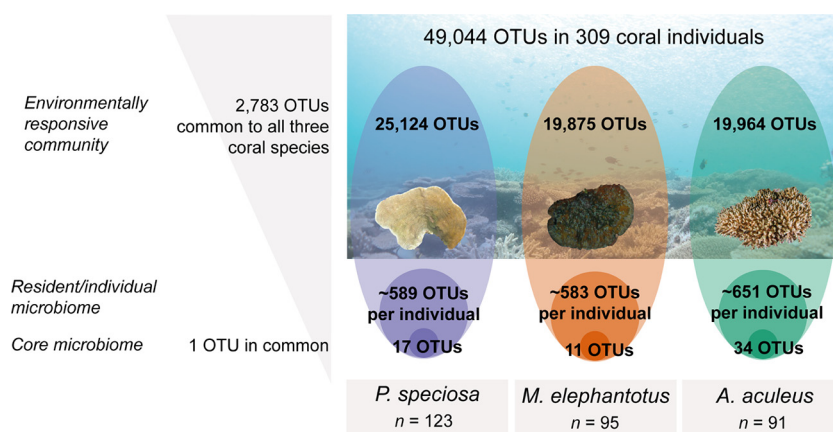 49,044 OTUs in 309 coral individuals
Environmentally
responsive
community
2,783 OTUs
common to all three
coral species
25,124 OTUs
19,875 OTUs
19,964 OTUs
Resident/individual
microbiome
~589 OTUs
per individual
~583 OTUs
per individual
~651 OTUs
per individual
Core microbiome
1 OTU in common
17 OTUs
11 OTUs
34 OTUs
P. speciosa
n = 123
M. elephantotus
n = 95
A. aculeus
n = 91